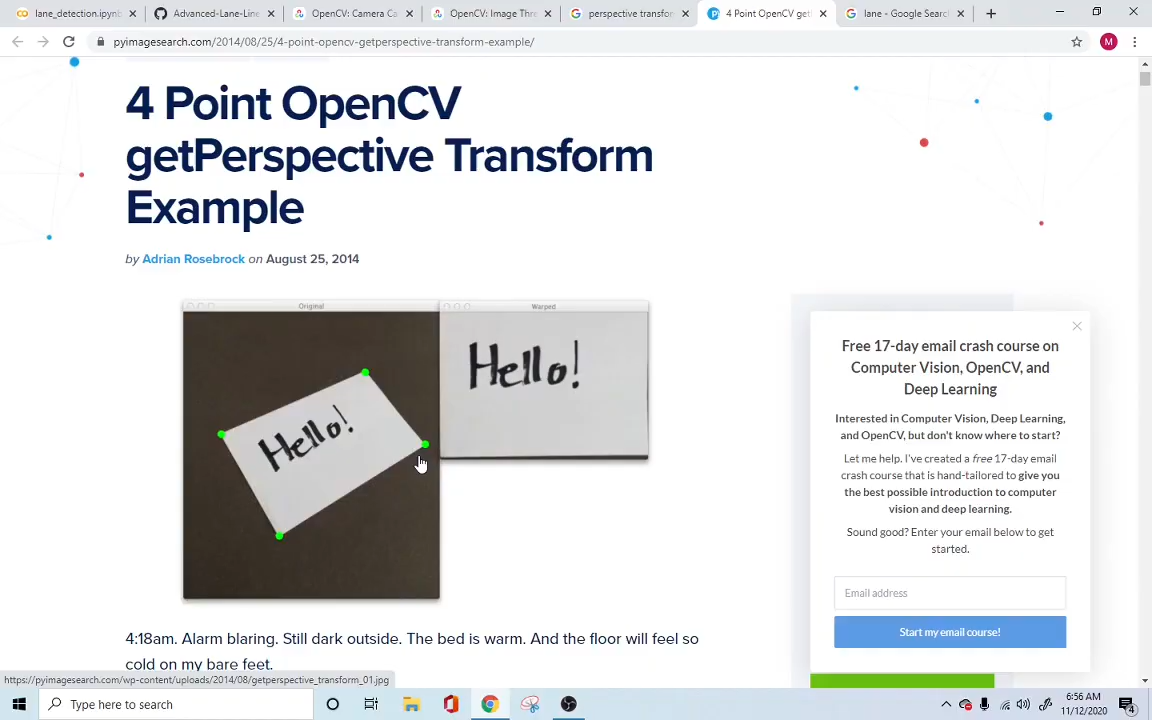 lane_detection.ipynb
Advanced-Lane-Line
OpenCV: Camera Ca
OpenCV: Image Thre
perspective transfor
4 Point OpenCV get
lane - Google Searc
pyimagesearch.com/2014/08/25/4-point-opencv-getperspective-transform-example/
M
4 Point OpenCV
getPerspective Transform
Example
by Adrian Rosebrock on August 25, 2014
Original
Warped
Hello!
Hello!
Free 17-day email crash course on
Computer Vision, OpenCV, and
Deep Learning
Interested in Computer Vision, Deep Learning,
and OpenCV, but don't know where to start?
Let me help. I've created a free 17-day email
crash course that is hand-tailored to give you
the best possible introduction to computer
vision and deep learning.
Sound good? Enter your email below to get
started.
Email address
Start my email course!
4:18am. Alarm blaring. Still dark outside. The bed is warm. And the floor will feel so
cold on my bare feet.
https://pyimagesearch.com/wp-content/uploads/2014/08/getperspective_transform_01.jpg
Type here to search
6:56 AM
11/12/2020
4